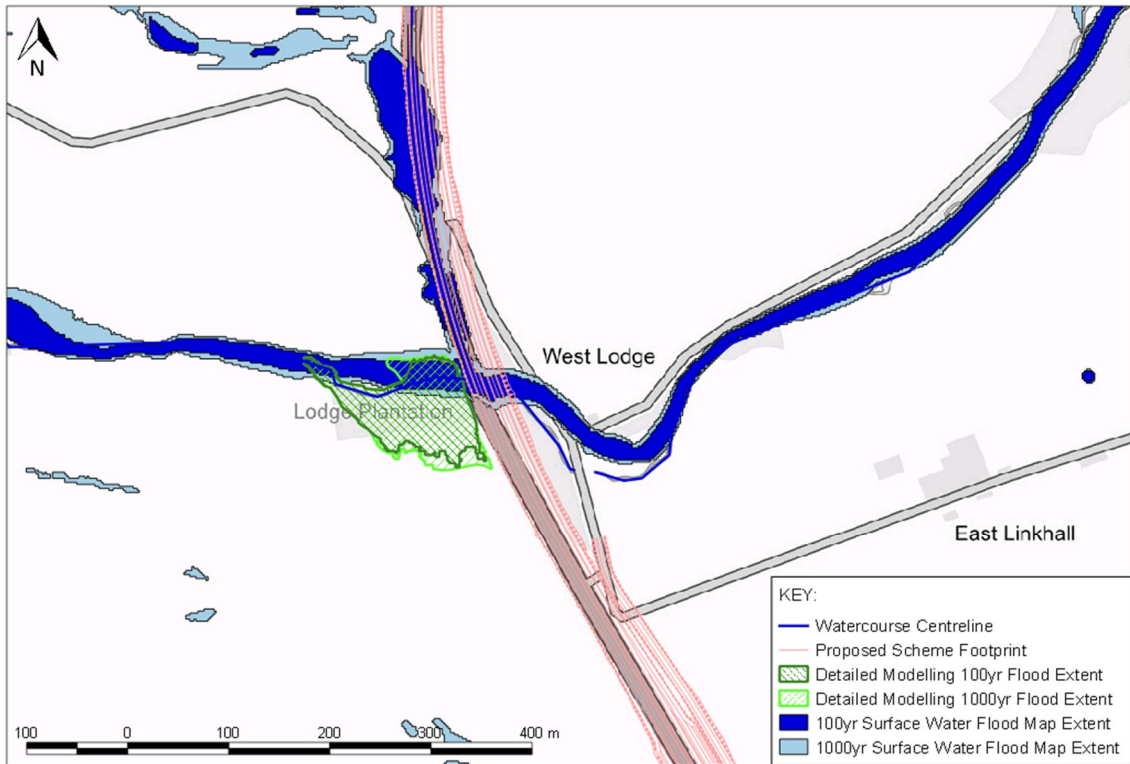 N
West Lodge
Lodge Plantation
East Linkhall
KEY:
Watercourse Centreline
Proposed Scheme Footprint
Detailed Modelling 100yr Flood Extent
Detailed Modelling 1000yr Flood Extent
100yr Surface Water Flood Map Extent
1000yr Surface Water Flood Map Extent
100 0 100 200 300 400 m